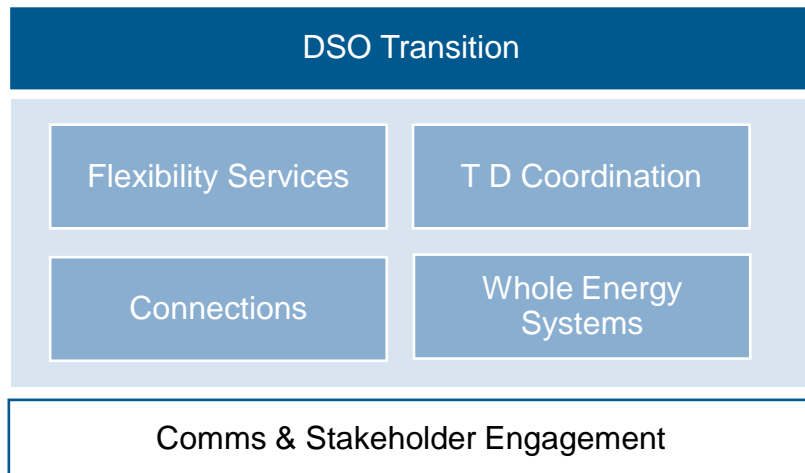 DSO Transition
Flexibility Services
T D Coordination
Connections
Whole Energy
Systems
Comms & Stakeholder Engagement